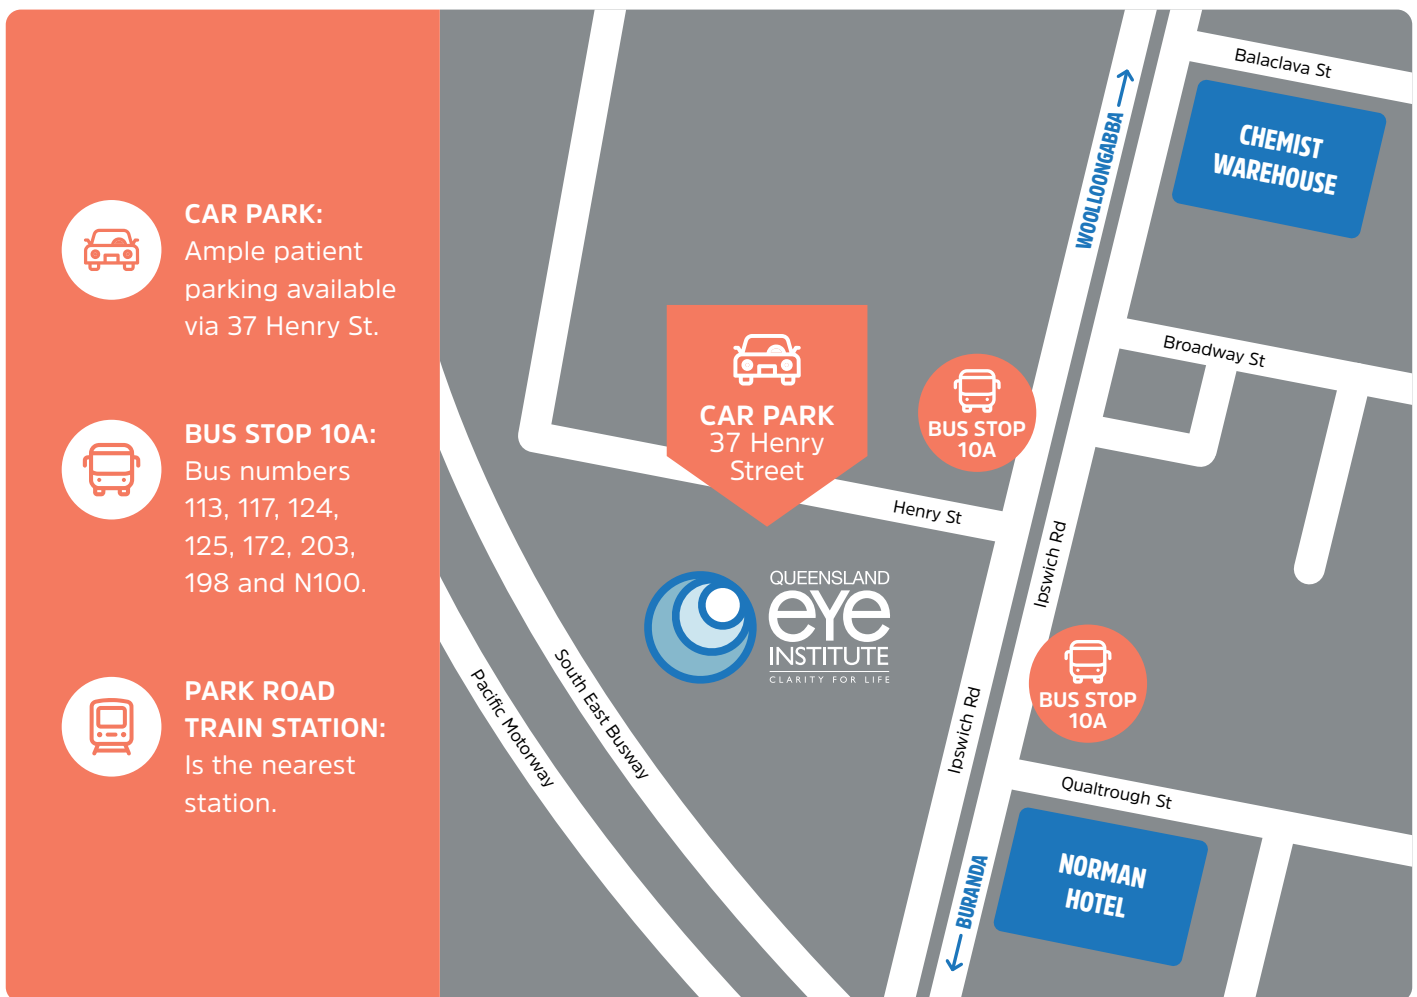 CAR PARK:
Ample patient
parking available
via 37 Henry St.
BUS STOP 10A:
Bus numbers
113, 117, 124,
125, 172, 203,
198 and N100.
PARK ROAD
TRAIN STATION:
Is the nearest
station.
Balaclava St
CHEMIST
WAREHOUSE
WOOLLOONGABBA
Broadway St
CAR PARK
37 Henry
Street
BUS STOP
10A
Henry St
Ipswich Rd
QUEENSLAND
eye
INSTITUTE
CLARITY FOR LIFE
South East Busway
Pacific Motorway
BUS STOP
10A
Ipswich Rd
Qualtrough St
NORMAN
HOTEL
BURANDA